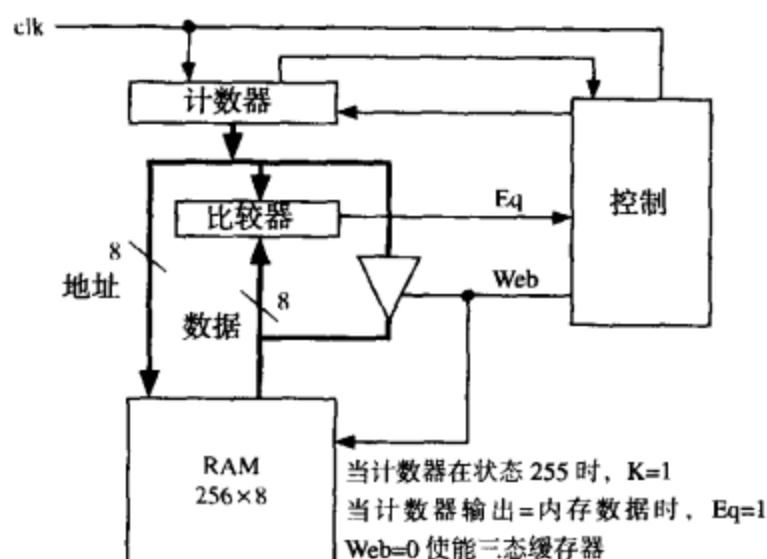 clk
计数器
控制
比较器
Eq
8
地址
Web
8
数据
RAM
256×8
当计数器在状态 255 时，K=1
当计数器输出=内存数据时，Eq=1
Web=0 使能三态缓存器